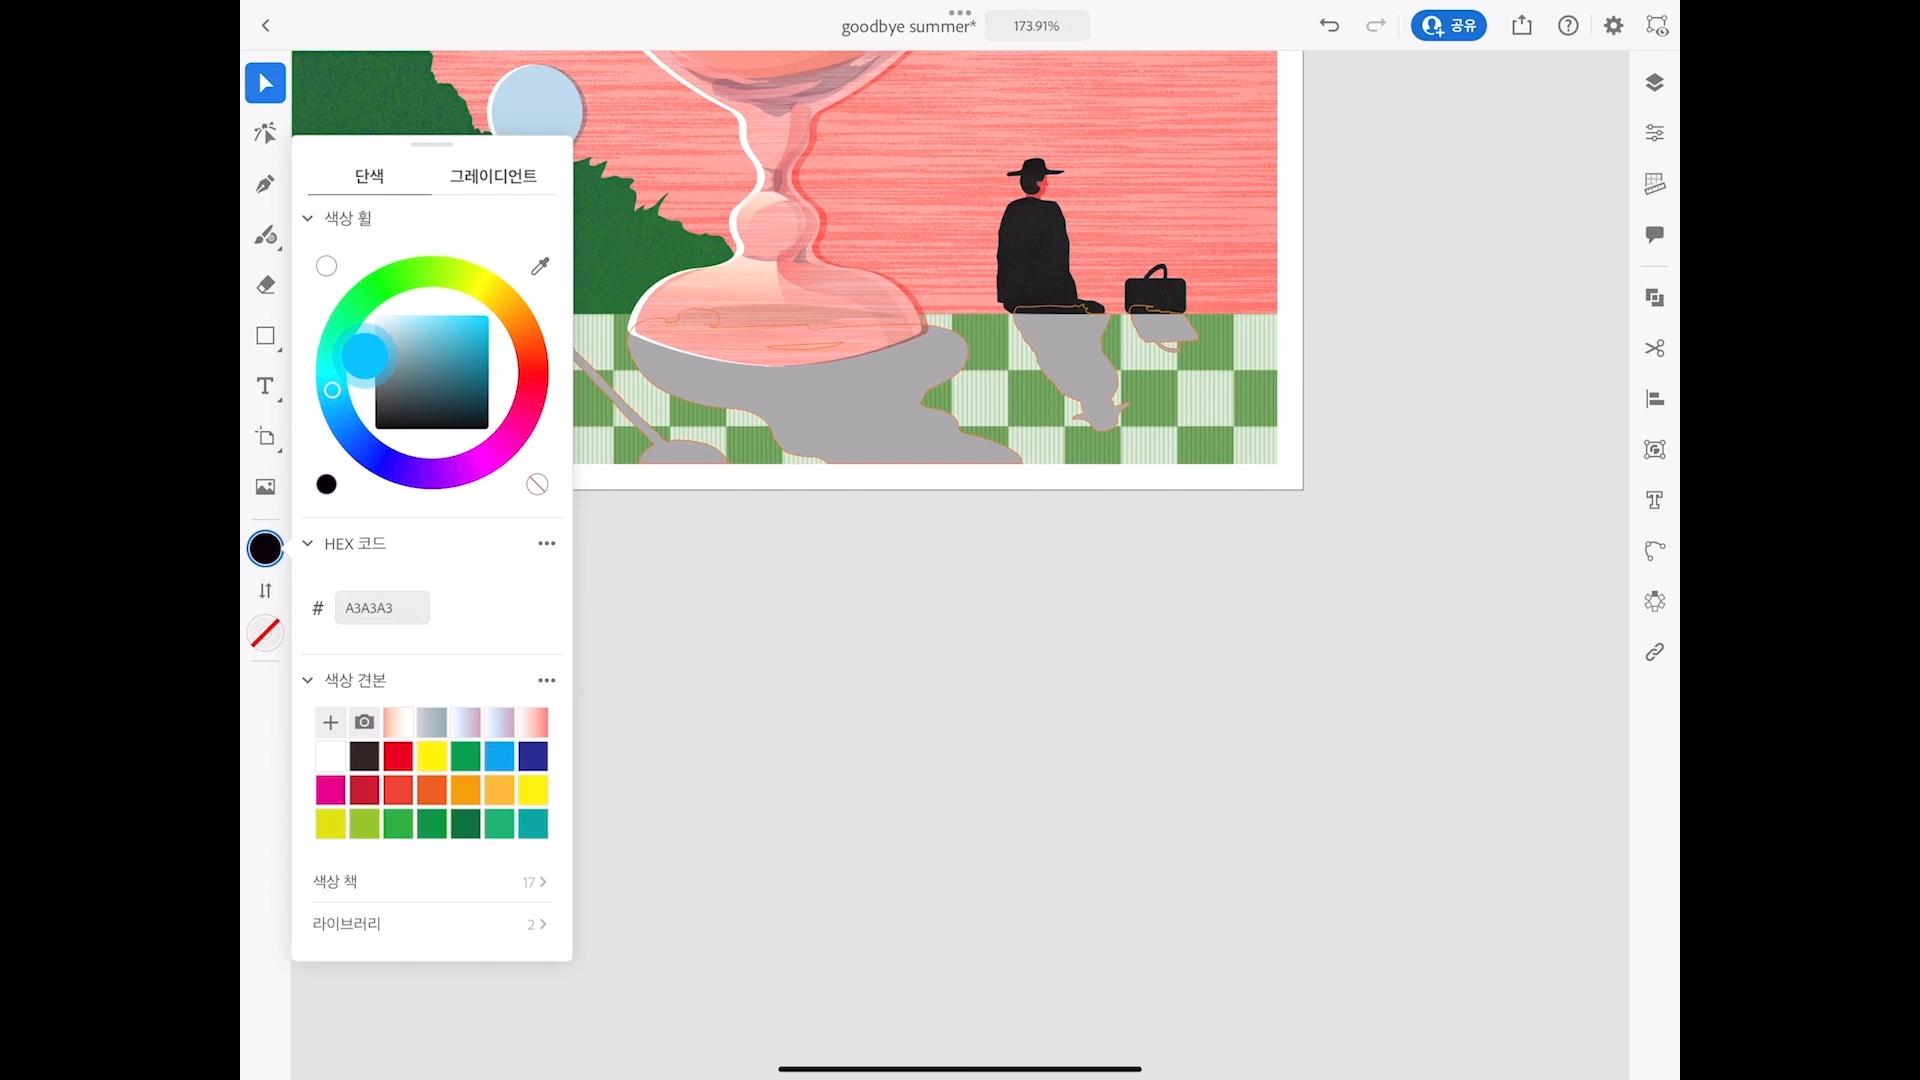 goodbye summer*
173.91%
공유
단색
그레이디언트
색상 휠
HEX 코드
# A3A3A3
색상 견본
색상 책
17
라이브러리
2